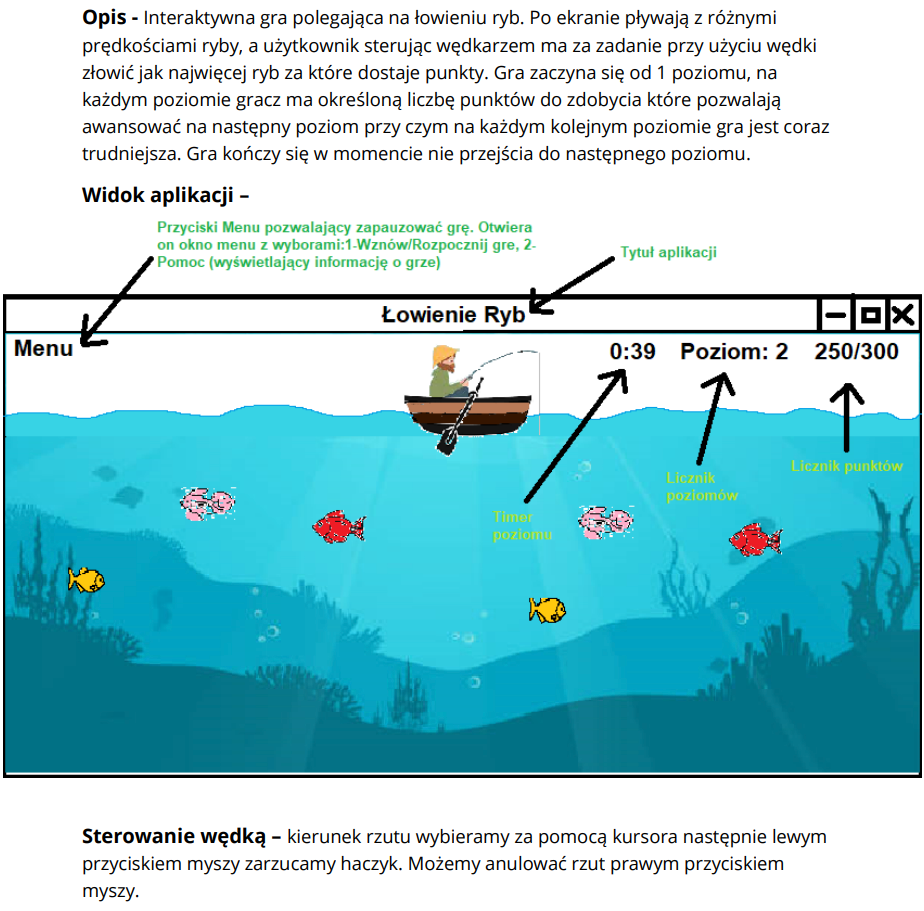 Opis - Interaktywna gra polegająca na łowieniu ryb. Po ekranie pływają z różnymi
prędkościami ryby, a użytkownik sterując wędkarzem ma za zadanie przy użyciu wędki
złowić jak najwięcej ryb za które dostaje punkty. Gra zaczyna się od 1 poziomu, na
każdym poziomie gracz ma określoną liczbę punktów do zdobycia które pozwalają
awansować na następny poziom przy czym na każdym kolejnym poziomie gra jest coraz
trudniejsza. Gra kończy się w momencie nie przejścia do następnego poziomu.
Widok aplikacji –
Przyciski Menu pozwalający zapauzować grę. Otwiera
on okno menu z wyborami:1-Wznów/Rozpocznij gre, 2-
Pomoc (wyświetlający informację o grze)
Tytuł aplikacji
Łowienie Ryb
Menu
0:39 Poziom: 2 250/300
Licznik punktów
Licznik
poziomów
Timer
poziomu
Sterowanie wędką – kierunek rzutu wybieramy za pomocą kursora następnie lewym
przyciskiem myszy zarzucamy haczyk. Możemy anulować rzut prawym przyciskiem
myszy.